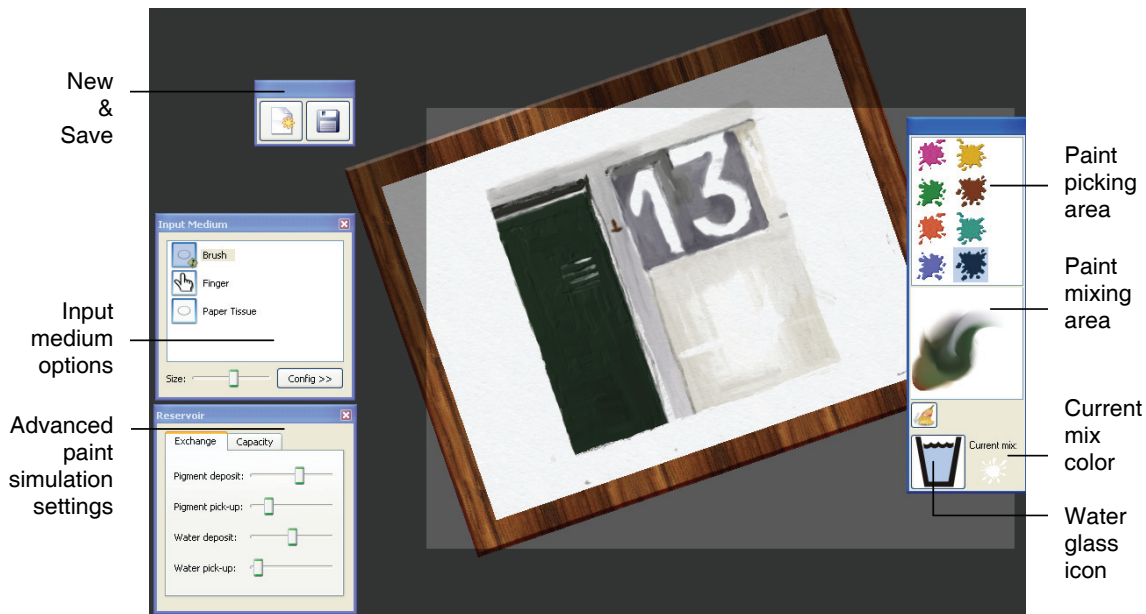 New
&
Save
Input
medium
options
Advanced
paint
simulation
settings
Input Medium
Brush
Finger
Paper Tissue
Size:
Config >>
Reservoir
Exchange
Capacity
Pigment deposit:
Pigment pick-up:
Water deposit:
Water pick-up:
13
Current mix:
Paint
picking
area
Paint
mixing
area
Current
mix
color
Water
glass
icon